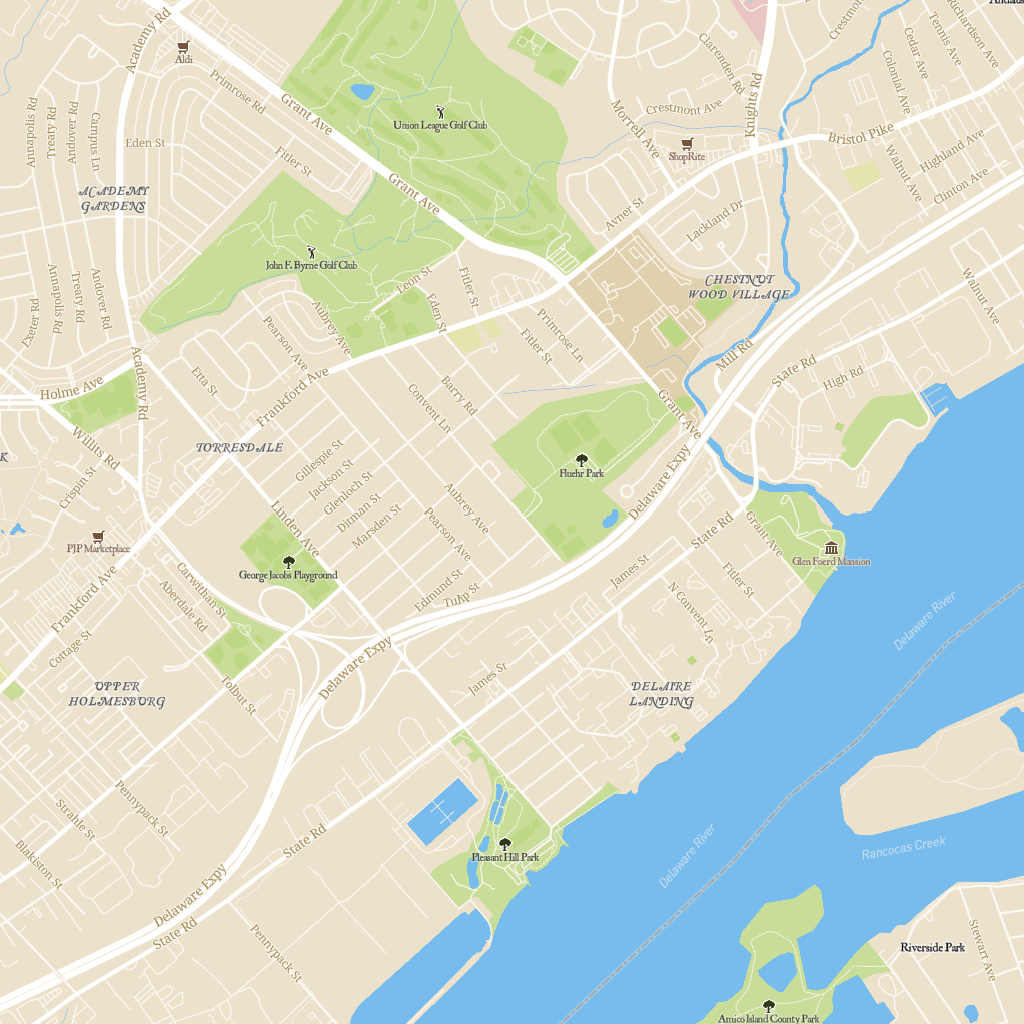 Academy Rd
Aldi
Primrose Rd
Grant Ave
Union League Golf Club
Clarenden Rd
Crestmont Ave
Knights Rd
Morrell Ave
ShopRite
Bristol Pike
Colonial Ave
Cedar Ave
Tennis Ave
Richardson Ave
Walnut Ave
Highland Ave
Clinton Ave
Annapolis Rd
Treaty Rd
Andover Rd
Campus Ln
Eden St
Fitler St
ACADEMY
GARDENS
Grant Ave
Avner St
Lackland Dr
John F. Byrne Golf Club
Leon St
Fitler St
Eden St
CHESTNUT
WOOD VILLAGE
Walnut Ave
Exeter Rd
Annapolis Rd
Treaty Rd
Andover Rd
Pearson Ave
Aubrey Ave
Primrose Ln
Fitler St
Mill Rd
State Rd
High Rd
Academy Rd
Holme Ave
Etta St
Frankford Ave
Convent Ln
Barry Rd
Grant Ave
Willits Rd
TORRESDALE
Gillespie St
Jackson St
Glenloch St
Ditman St
Marsden St
Crispin St
Fluehr Park
Delaware Expy
Aubrey Ave
Pearson Ave
Linden Ave
PJP Marketplace
George Jacobs Playground
State Rd
Grant Ave
Glen Foerd Mansion
Frankford Ave
Carwithan St
Aberdale Rd
Edmund St
Tulip St
James St
Fitler St
N Convent Ln
Delaware River
Cottage St
Delaware Expy
James St
UPPER
HOLMESBURG
Tolbut St
DELAIRE
LANDING
Pennypack St
Strahle St
Blakiston St
State Rd
Pleasant Hill Park
Delaware River
Rancocas Creek
Delaware Expy
State Rd
Pennypack St
Riverside Park
Stewart Ave
Amico Island County Park